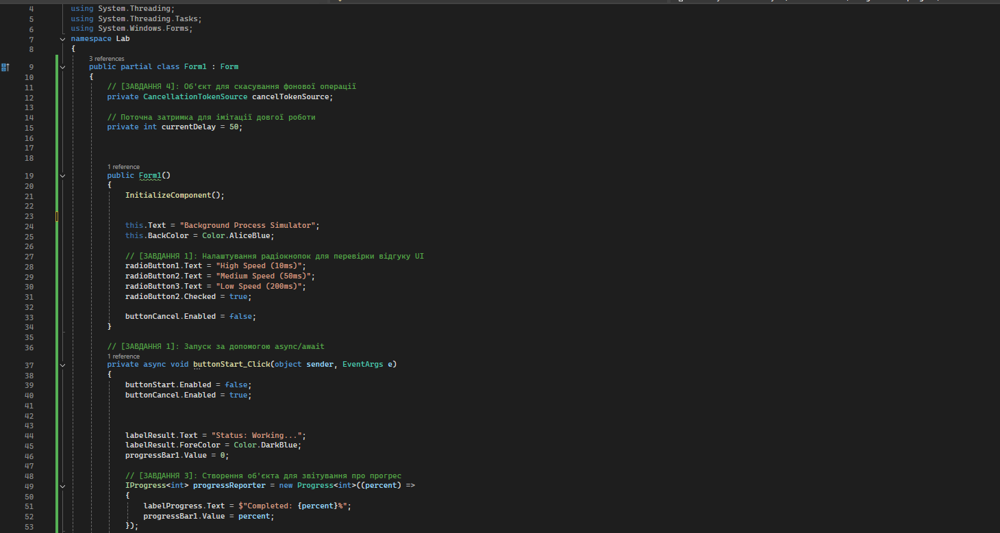 4 using System.Threading;
5 using System.Threading.Tasks;
6 using System.Windows.Forms;
7 namespace Lab
8 {
3 references
9 public partial class Form1 : Form
10 {
11 // [ЗАВДАННЯ 4]: Об'єкт для скасування фонової операції
12 private CancellationTokenSource cancelTokenSource;
13
14 // Поточна затримка для імітації довгої роботи
15 private int currentDelay = 50;
16
17
18
1 reference
19 public Form1()
20 {
21 InitializeComponent();
22
23
24 this.Text = "Background Process Simulator";
25 this.BackColor = Color.AliceBlue;
26
27 // [ЗАВДАННЯ 1]: Налаштування радіокнопок для перевірки відгуку UI
28 radioButton1.Text = "High Speed (10ms)";
29 radioButton2.Text = "Medium Speed (50ms)";
30 radioButton3.Text = "Low Speed (200ms)";
31 radioButton2.Checked = true;
32
33 buttonCancel.Enabled = false;
34 }
35
36 // [ЗАВДАННЯ 1]: Запуск за допомогою async/await
1 reference
37 private async void buttonStart_Click(object sender, EventArgs e)
38 {
39 buttonStart.Enabled = false;
40 buttonCancel.Enabled = true;
41
42
43
44 labelResult.Text = "Status: Working...";
45 labelResult.ForeColor = Color.DarkBlue;
46 progressBar1.Value = 0;
47
48 // [ЗАВДАННЯ 3]: Створення об'єкта для звітування про прогрес
49 IProgress<int> progressReporter = new Progress<int>((percent) =>
50 {
51 labelProgress.Text = $"Completed: {percent}%";
52 progressBar1.Value = percent;
53 });